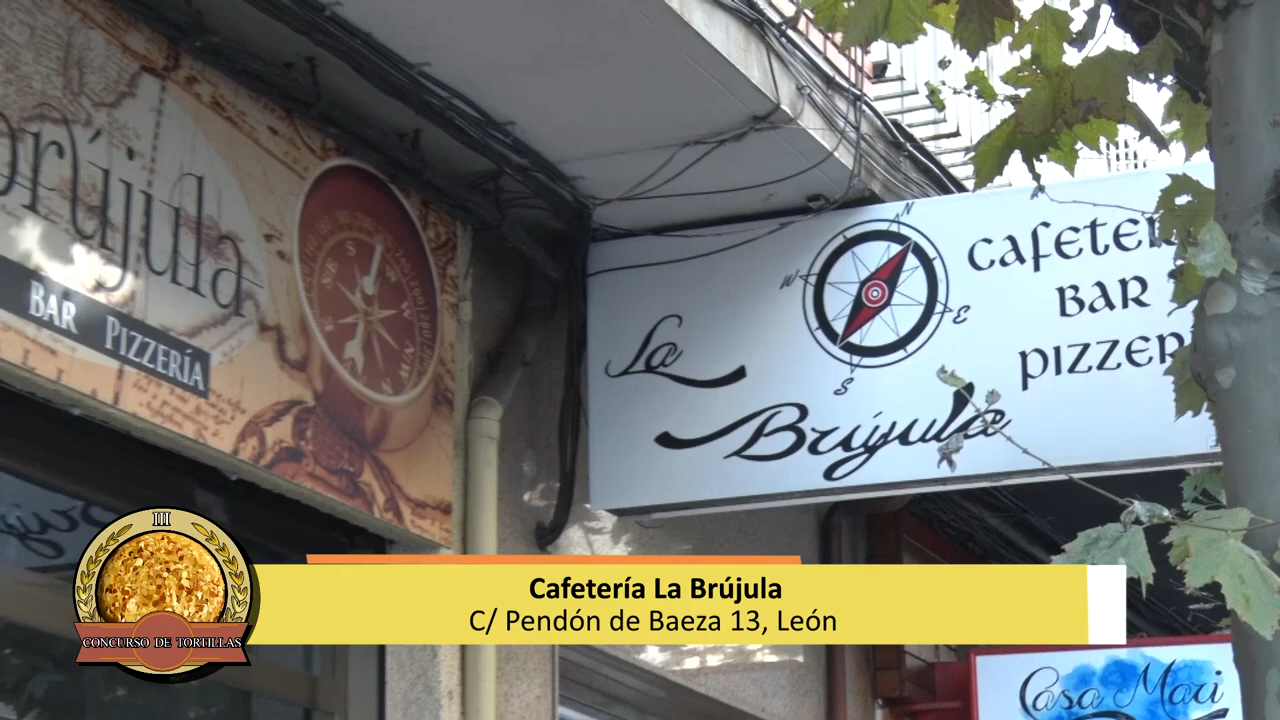 brújula
BAR PIZZERÍA
La
Brújula
N
W
E
S
CAFETER
BAR
PIZZER
III
CONCURSO DE TORTILLAS
Cafetería La Brújula
C/ Pendón de Baeza 13, León
Casa Mari